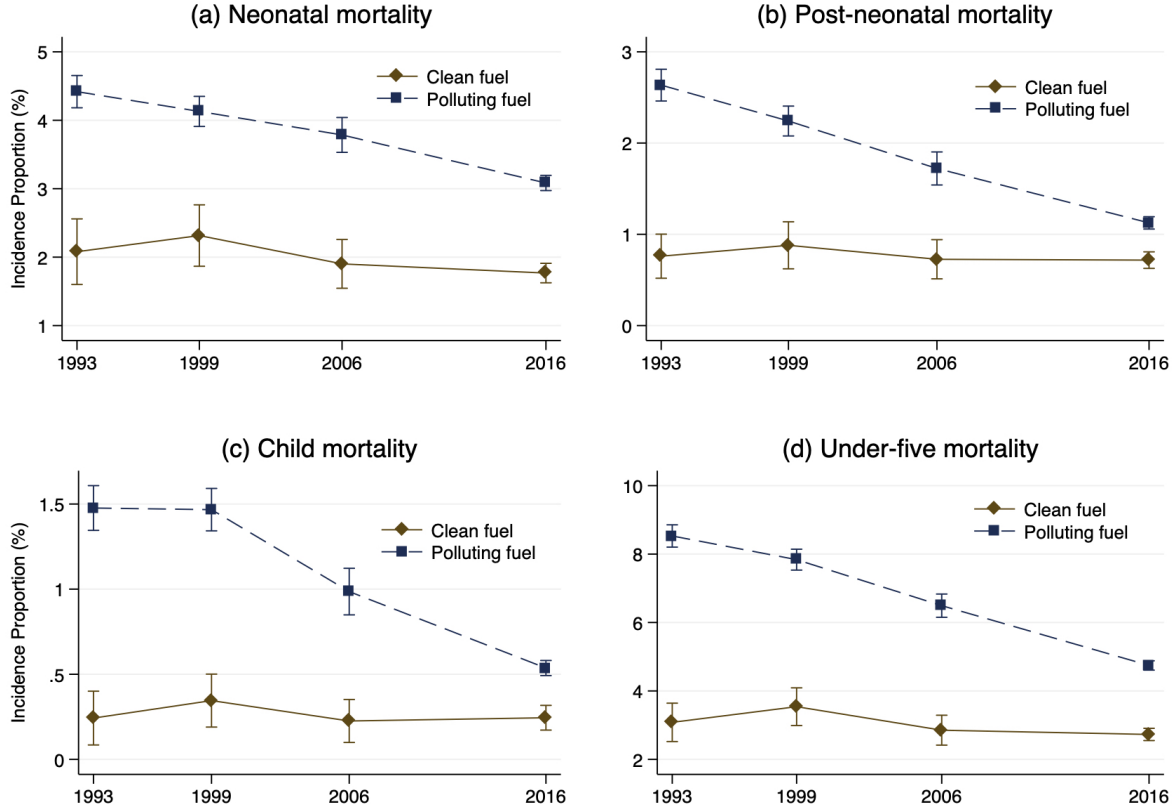 (a) Neonatal mortality
Incidence Proportion (%)
5
4
3
2
1
Clean fuel
Polluting fuel
1993 1999 2006 2016
(b) Post-neonatal mortality
3
2
1
0
Clean fuel
Polluting fuel
1993 1999 2006 2016
(c) Child mortality
Incidence Proportion (%)
1.5
1
.5
0
Clean fuel
Polluting fuel
1993 1999 2006 2016
(d) Under-five mortality
10
8
6
4
2
Clean fuel
Polluting fuel
1993 1999 2006 2016